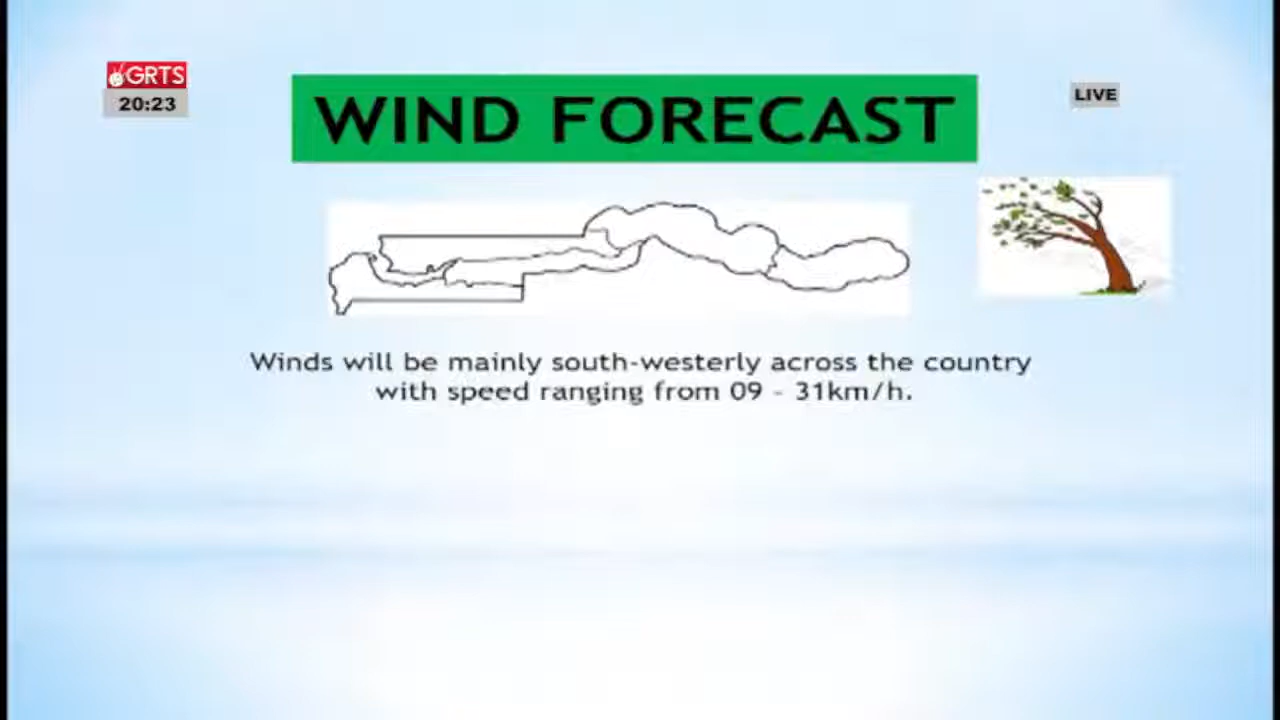 GRTS
20:23
WIND FORECAST
LIVE
Winds will be mainly south-westerly across the country
with speed ranging from 09 - 31km/h.